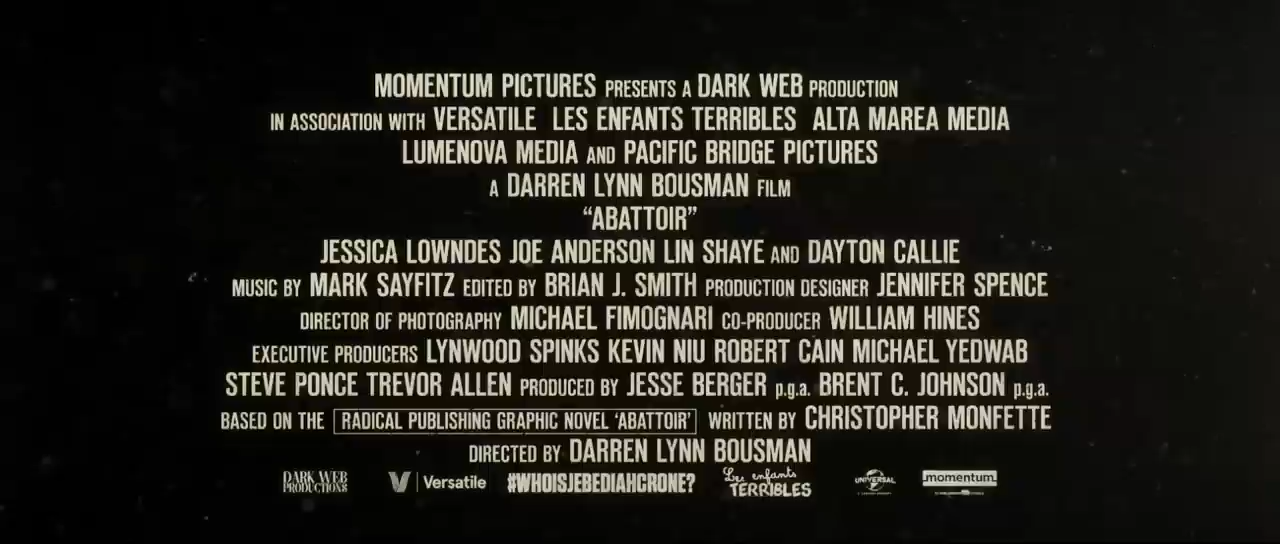 MOMENTUM PICTURES PRESENTS A DARK WEB PRODUCTION
IN ASSOCIATION WITH VERSATILE LES ENFANTS TERRIBLES ALTA MAREA MEDIA
LUMENOVA MEDIA AND PACIFIC BRIDGE PICTURES
A DARREN LYNN BOUSMAN FILM
“ABATTOIR”
JESSICA LOWNDES JOE ANDERSON LIN SHAYE AND DAYTON CALLIE
MUSIC BY MARK SAYFITZ EDITED BY BRIAN J. SMITH PRODUCTION DESIGNER JENNIFER SPENCE
DIRECTOR OF PHOTOGRAPHY MICHAEL FIMOGNARI CO-PRODUCER WILLIAM HINES
EXECUTIVE PRODUCERS LYNWOOD SPINKS KEVIN NIU ROBERT CAIN MICHAEL YEDWAB
STEVE PONCE TREVOR ALLEN PRODUCED BY JESSE BERGER p.g.a. BRENT C. JOHNSON p.g.a.
BASED ON THE RADICAL PUBLISHING GRAPHIC NOVEL ‘ABATTOIR’ WRITTEN BY CHRISTOPHER MONFETTE
DIRECTED BY DARREN LYNN BOUSMAN
DARK WEB PRODUCTIONS V Versatile #WHOISJEBEDIAHCRONE? Les enfants TERRIBLES UNIVERSAL momentum